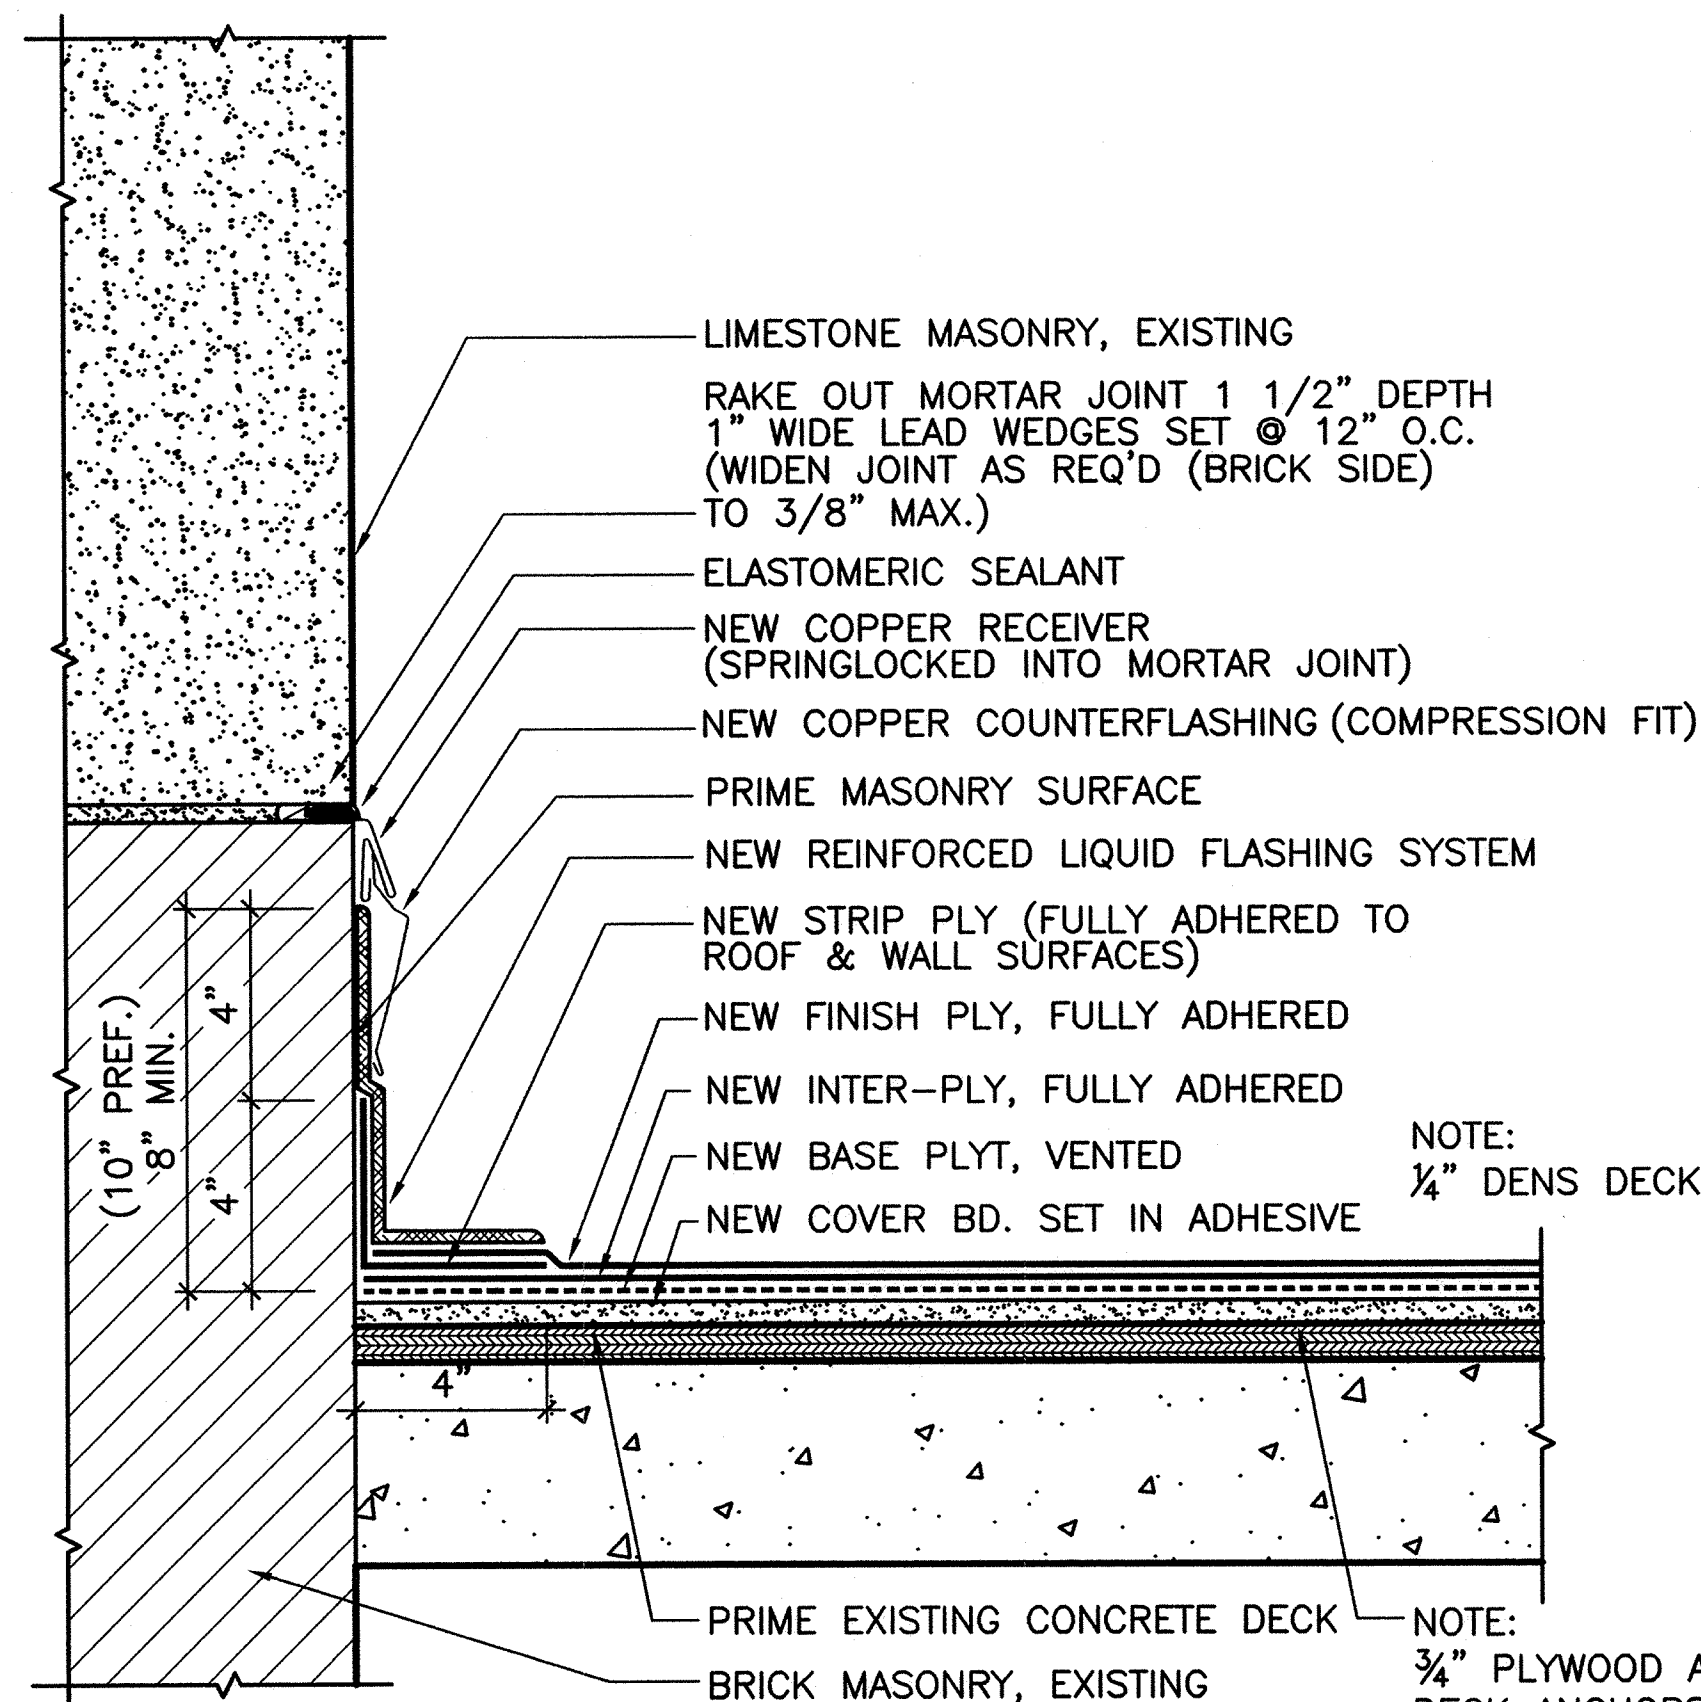 LIMESTONE MASONRY, EXISTING
RAKE OUT MORTAR JOINT 1 1/2" DEPTH
1" WIDE LEAD WEDGES SET @ 12" O.C.
(WIDEN JOINT AS REQ'D (BRICK SIDE)
TO 3/8" MAX.)
ELASTOMERIC SEALANT
NEW COPPER RECEIVER
(SPRINGLOCKED INTO MORTAR JOINT)
NEW COPPER COUNTERFLASHING (COMPRESSION FIT)
PRIME MASONRY SURFACE
NEW REINFORCED LIQUID FLASHING SYSTEM
NEW STRIP PLY (FULLY ADHERED TO
ROOF & WALL SURFACES)
NEW FINISH PLY, FULLY ADHERED
NEW INTER-PLY, FULLY ADHERED
NEW BASE PLYT, VENTED
NEW COVER BD. SET IN ADHESIVE
NOTE:
¼" DENS DECK
(10" PREF.)
8" MIN.
4"
4"
4"
PRIME EXISTING CONCRETE DECK
BRICK MASONRY, EXISTING
NOTE:
¾" PLYWOOD A
DECK ANCHORS